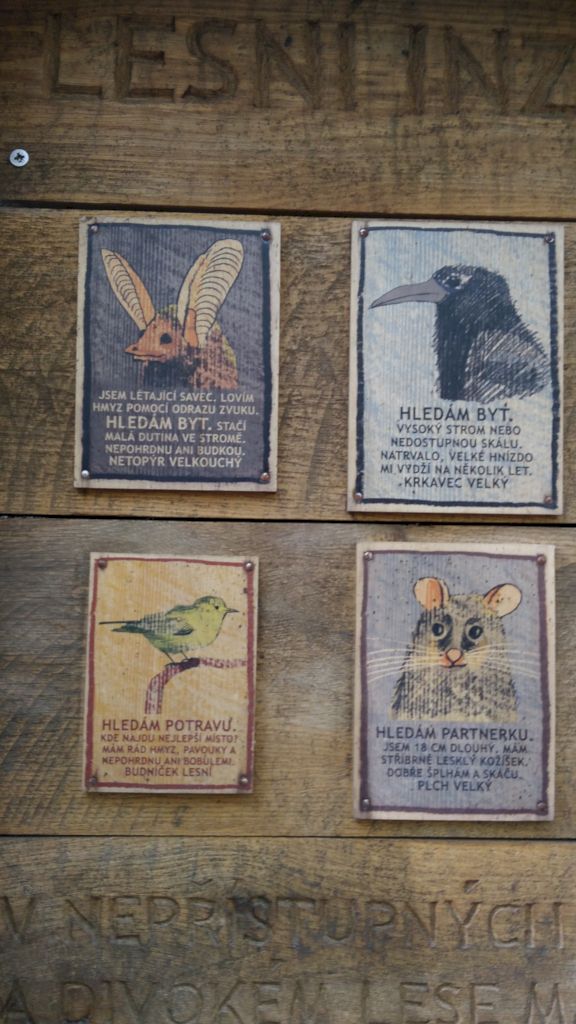 LESNÍ INZ
JSEM LÉTAJÍCÍ SAVEC. LOVÍM
HMYZ POMOCÍ ODRAZU ZVUKU.
HLEDÁM BYT. STAČÍ
MALÁ DUTINA VE STROMĚ.
NEPOHRDNU ANI BUDKOU.
NETOPÝR VELKOUCHÝ
HLEDÁM BYT.
VYSOKÝ STROM NEBO
NEDOSTUPNOU SKÁLU.
NATRVALO, VELKÉ HNÍZDO
MI VYDŽÍ NA NĚKOLIK LET.
KRKAVEC VELKÝ
HLEDÁM POTRAVU.
KDE NAJDU NEJLEPŠÍ MÍSTO?
MÁM RÁD HMYZ, PAVOUKY A
NEPOHRDNU ANI BOBULEMI.
BUDNÍČEK LESNÍ
HLEDÁM PARTNERKU.
JSEM 18 CM DLOUHÝ. MÁM
STŘÍBRNĚ LESKLÝ KOŽÍŠEK.
DOBŘE ŠPLHÁM A SKÁČU.
PLCH VELKÝ
V NEPŘÍSTUPNÝCH
A DIVOKÉM LESE M